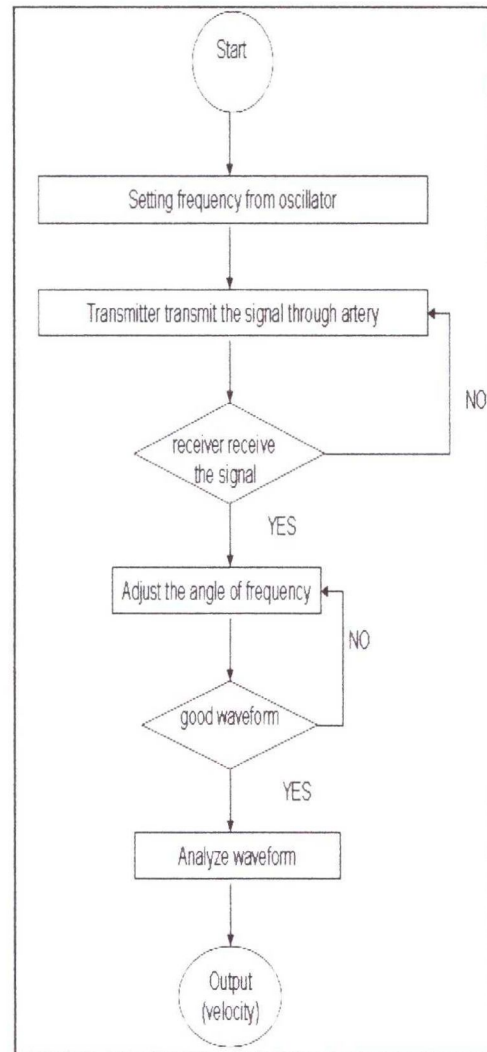 Start
Setting frequency from oscillator
Transmitter transmit the signal through artery
NO
receiver receive
the signal
YES
Adjust the angle of frequency
NO
good waveform
YES
Analyze waveform
Output
(velocity)